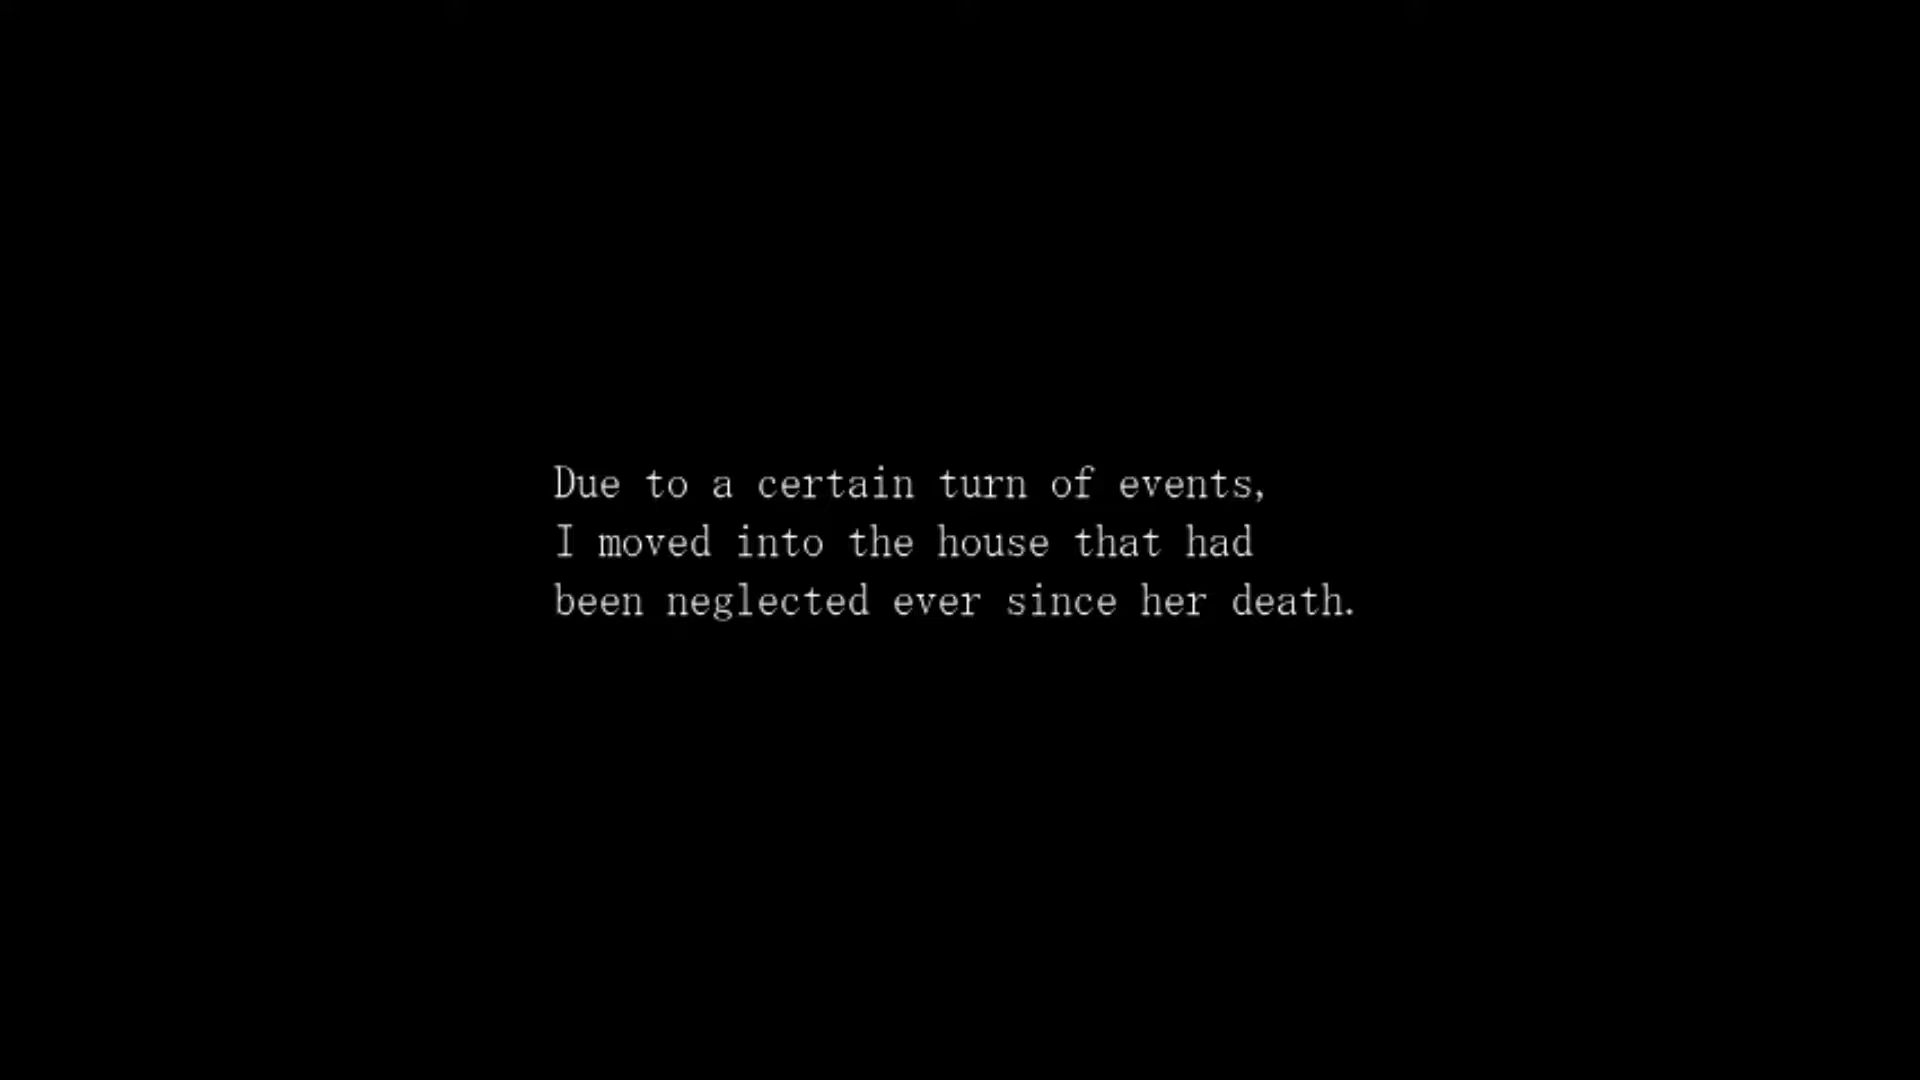 Due to a certain turn of events,
I moved into the house that had
been neglected ever since her death.